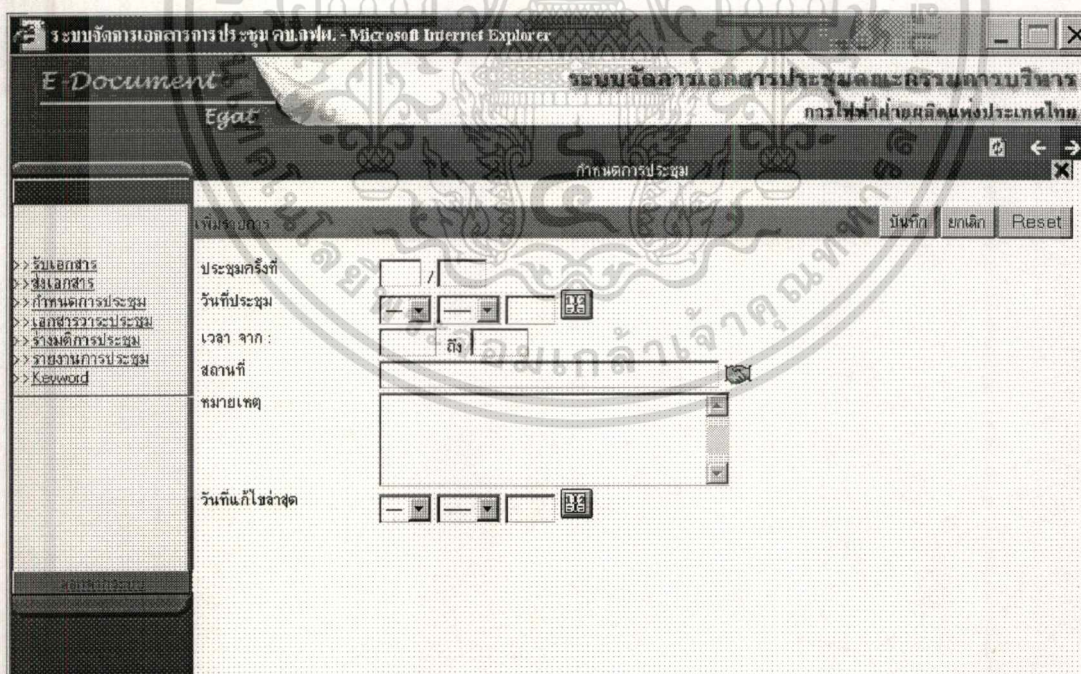 ระบบจัดการเอกสารการประชุม คบ.กฟผ. - Microsoft Internet Explorer
E-Document
Egat
ระบบจัดการเอกสารประชุมคณะกรรมการบริหาร
การไฟฟ้าฝ่ายผลิตแห่งประเทศไทย
กำหนดการประชุม
เพิ่มรายการ
บันทึก ยกเลิก Reset
>> รับเอกสาร
>> ส่งเอกสาร
>> กำหนดการประชุม
>> เอกสารวาระประชุม
>> ร่างมติการประชุม
>> รายงานการประชุม
>> Keyword
ออกจากระบบ
ประชุมครั้งที่ /
วันที่ประชุม
เวลา จาก : ถึง
สถานที่
หมายเหตุ
วันที่แก้ไขล่าสุด